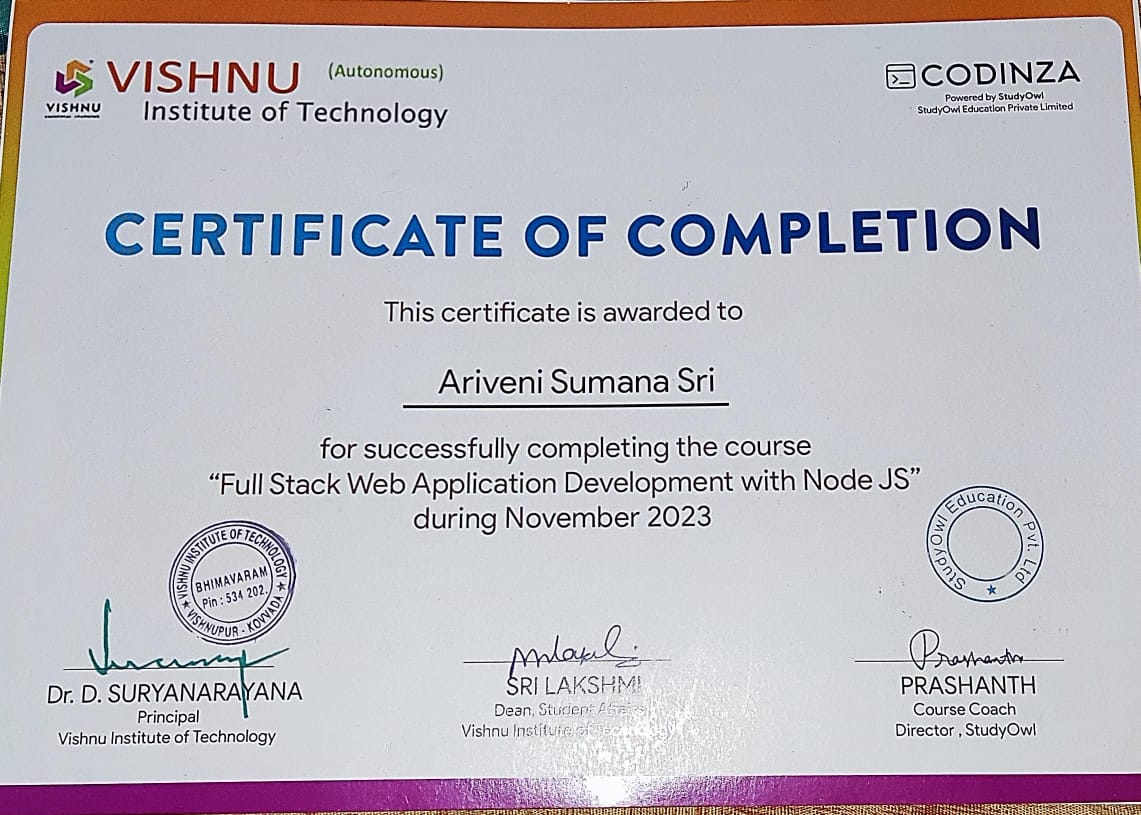 VISHNU (Autonomous)
Institute of Technology
VISHNU
CODINZA
Powered by StudyOwl
StudyOwl Education Private Limited
CERTIFICATE OF COMPLETION
This certificate is awarded to
Ariveni Sumana Sri
for successfully completing the course
“Full Stack Web Application Development with Node JS”
during November 2023
VISHNU INSTITUTE OF TECHNOLOGY
BHIMAVARAM
Pin : 534 202.
★ VISHNUPUR - KOVVADA ★
StudyOwl Education Pvt. Ltd
★
Dr. D. SURYANARAYANA
Principal
Vishnu Institute of Technology
SRI LAKSHMI
Dean, Student Affairs
Vishnu Institute of Technology
Prashanth
PRASHANTH
Course Coach
Director , StudyOwl